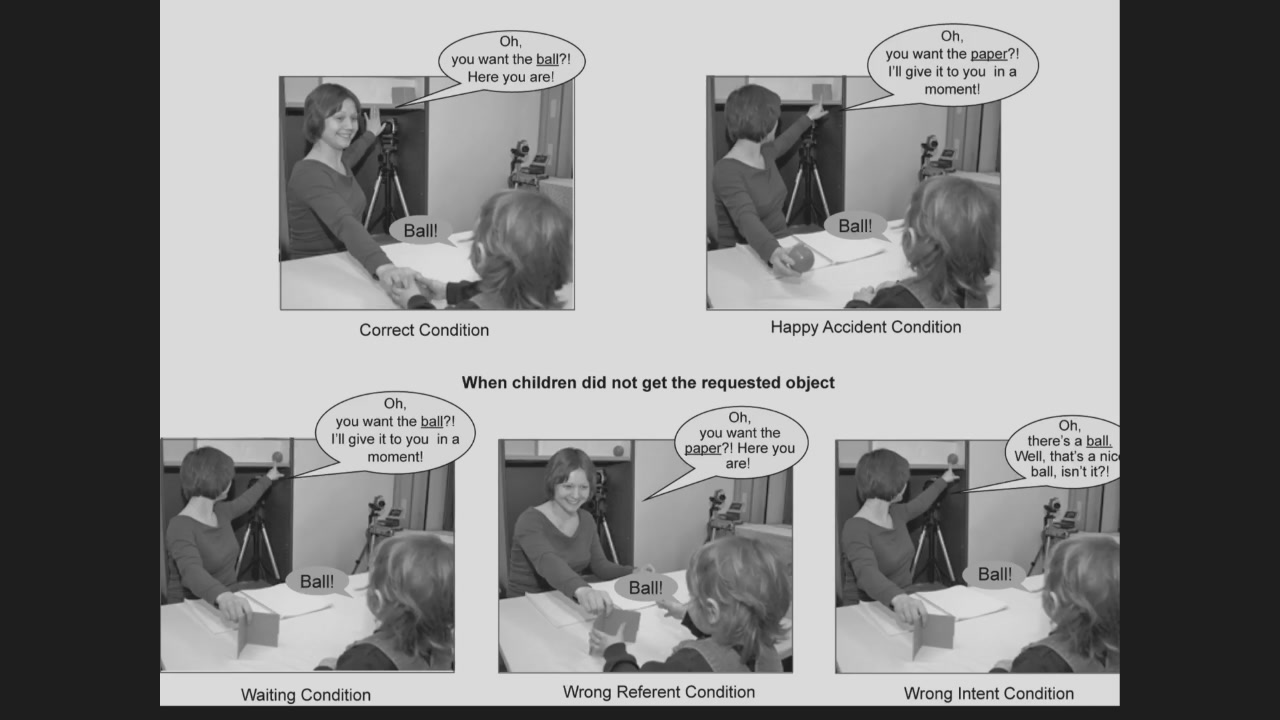 Oh,
you want the ball?!
Here you are!
Ball!
Correct Condition
Oh,
you want the paper?!
I'll give it to you in a
moment!
Ball!
Happy Accident Condition
When children did not get the requested object
Oh,
you want the ball?!
I'll give it to you in a
moment!
Ball!
Waiting Condition
Oh,
you want the
paper?! Here you
are!
Ball!
Wrong Referent Condition
Oh,
there's a ball.
Well, that's a nice
ball, isn't it?!
Ball!
Wrong Intent Condition